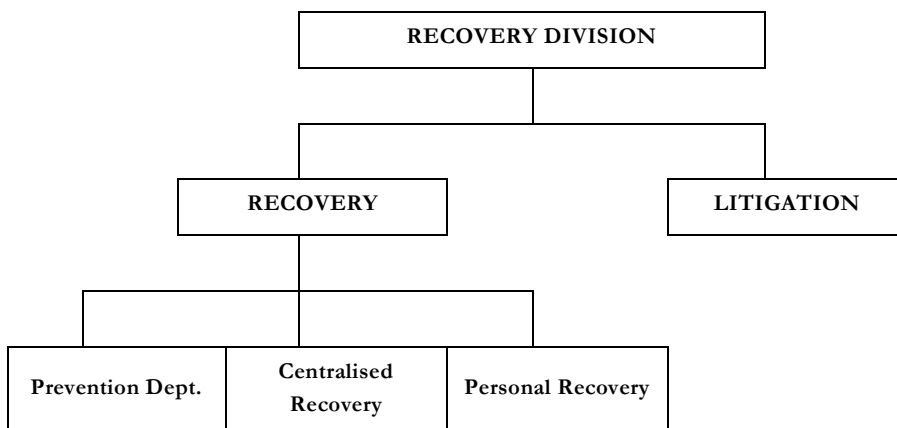 RECOVERY DIVISION
RECOVERY
LITIGATION
Prevention Dept.
Centralised
Recovery
Personal Recovery